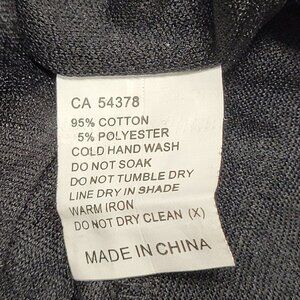 CA 54378
95% COTTON
5% POLYESTER
COLD HAND WASH
DO NOT SOAK
DO NOT TUMBLE DRY
LINE DRY IN SHADE
WARM IRON
DO NOT DRY CLEAN (X)
MADE IN CHINA